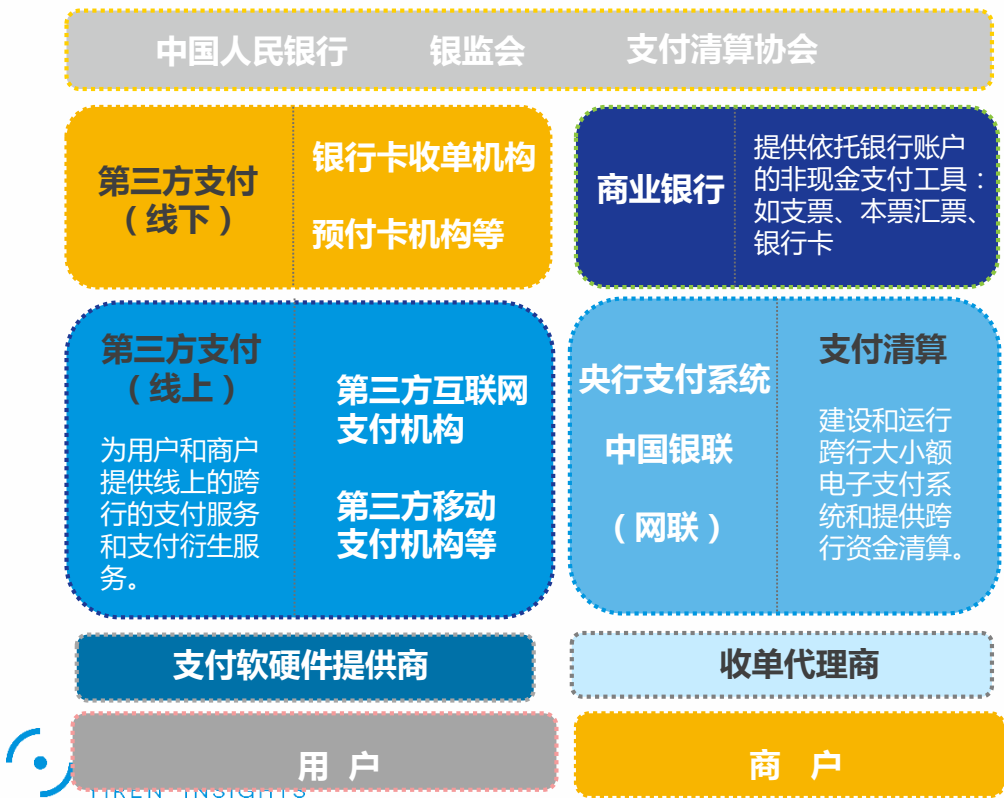 中国人民银行 银监会 支付清算协会
第三方支付
（线下）
银行卡收单机构
预付卡机构等
商业银行
提供依托银行账户
的非现金支付工具：
如支票、本票汇票、
银行卡
第三方支付
（线上）
为用户和商户
提供线上的跨
行的支付服务
和支付衍生服
务。
第三方互联网
支付机构
第三方移动
支付机构等
央行支付系统
中国银联
（网联）
支付清算
建设和运行
跨行大小额
电子支付系
统和提供跨
行资金清算。
支付软硬件提供商
收单代理商
用 户
商 户
YIREN INSIGHTS